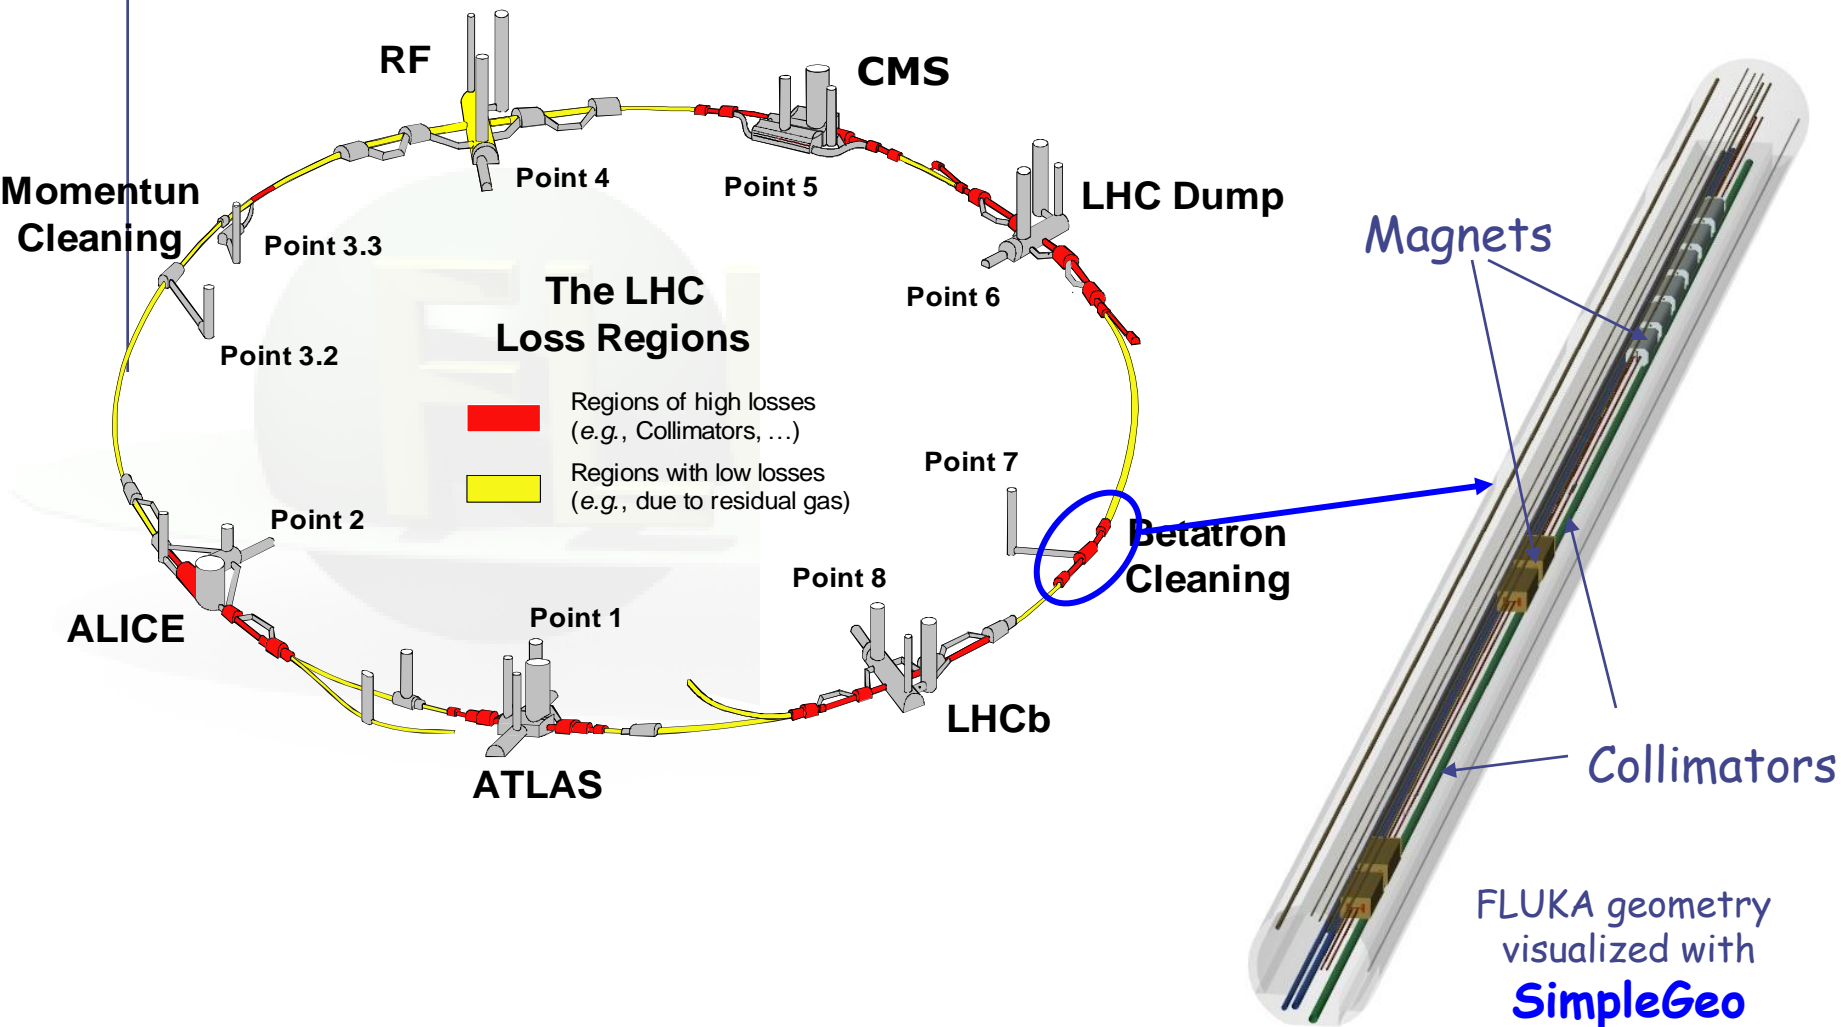 RF
CMS
Point 4
Point 5
Momentun
Cleaning
LHC Dump
Point 3.3
Magnets
Point 6
The LHC
Loss Regions
Point 3.2
Regions of high losses
(e.g., Collimators, …)
Regions with low losses
(e.g., due to residual gas)
Point 7
Point 2
Betatron
Cleaning
Point 8
Point 1
ALICE
LHCb
ATLAS
Collimators
FLUKA geometry
visualized with
SimpleGeo